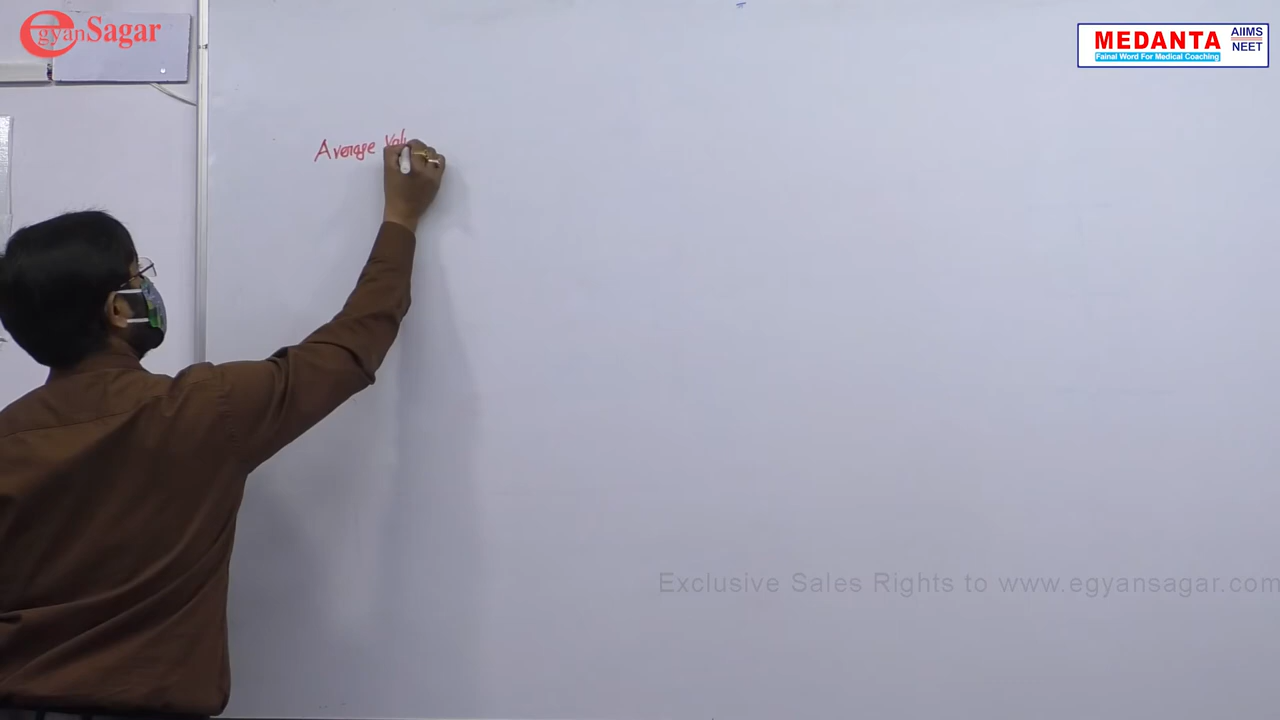 egyanSagar
MEDANTA
AIIMS
NEET
Fainal Word For Medical Coaching
Average
Exclusive Sales Rights to www.egyansagar.com